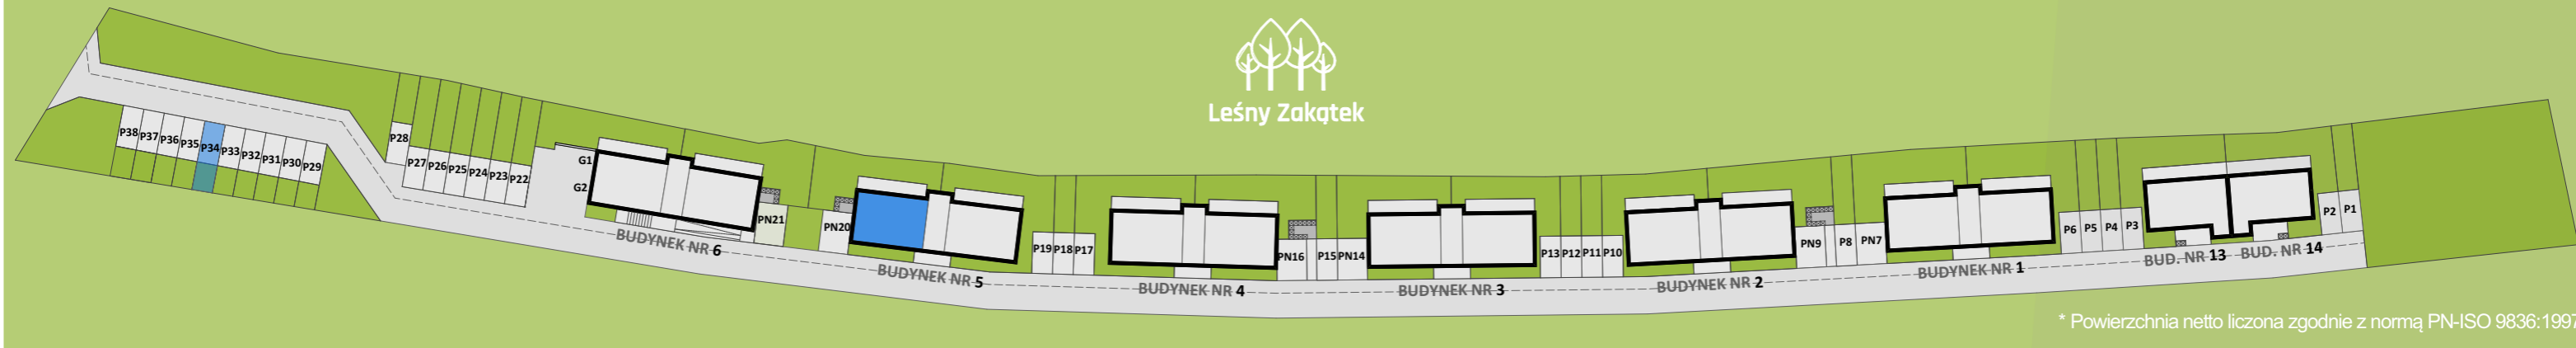 Leśny Zakątek
P38 P37 P36 P35 P34 P33 P32 P31 P30 P29
P28
P27 P26 P25 P24 P23 P22
G1
G2
PN21
PN20
P19 P18 P17
PN16 P15 PN14
P13 P12 P11 P10
PN9 P8 PN7
P6 P5 P4 P3
P2 P1
BUDYNEK NR 6
BUDYNEK NR 5
BUDYNEK NR 4
BUDYNEK NR 3
BUDYNEK NR 2
BUDYNEK NR 1
BUD. NR 13
BUD. NR 14
* Powierzchnia netto liczona zgodnie z normą PN-ISO 9836:1997